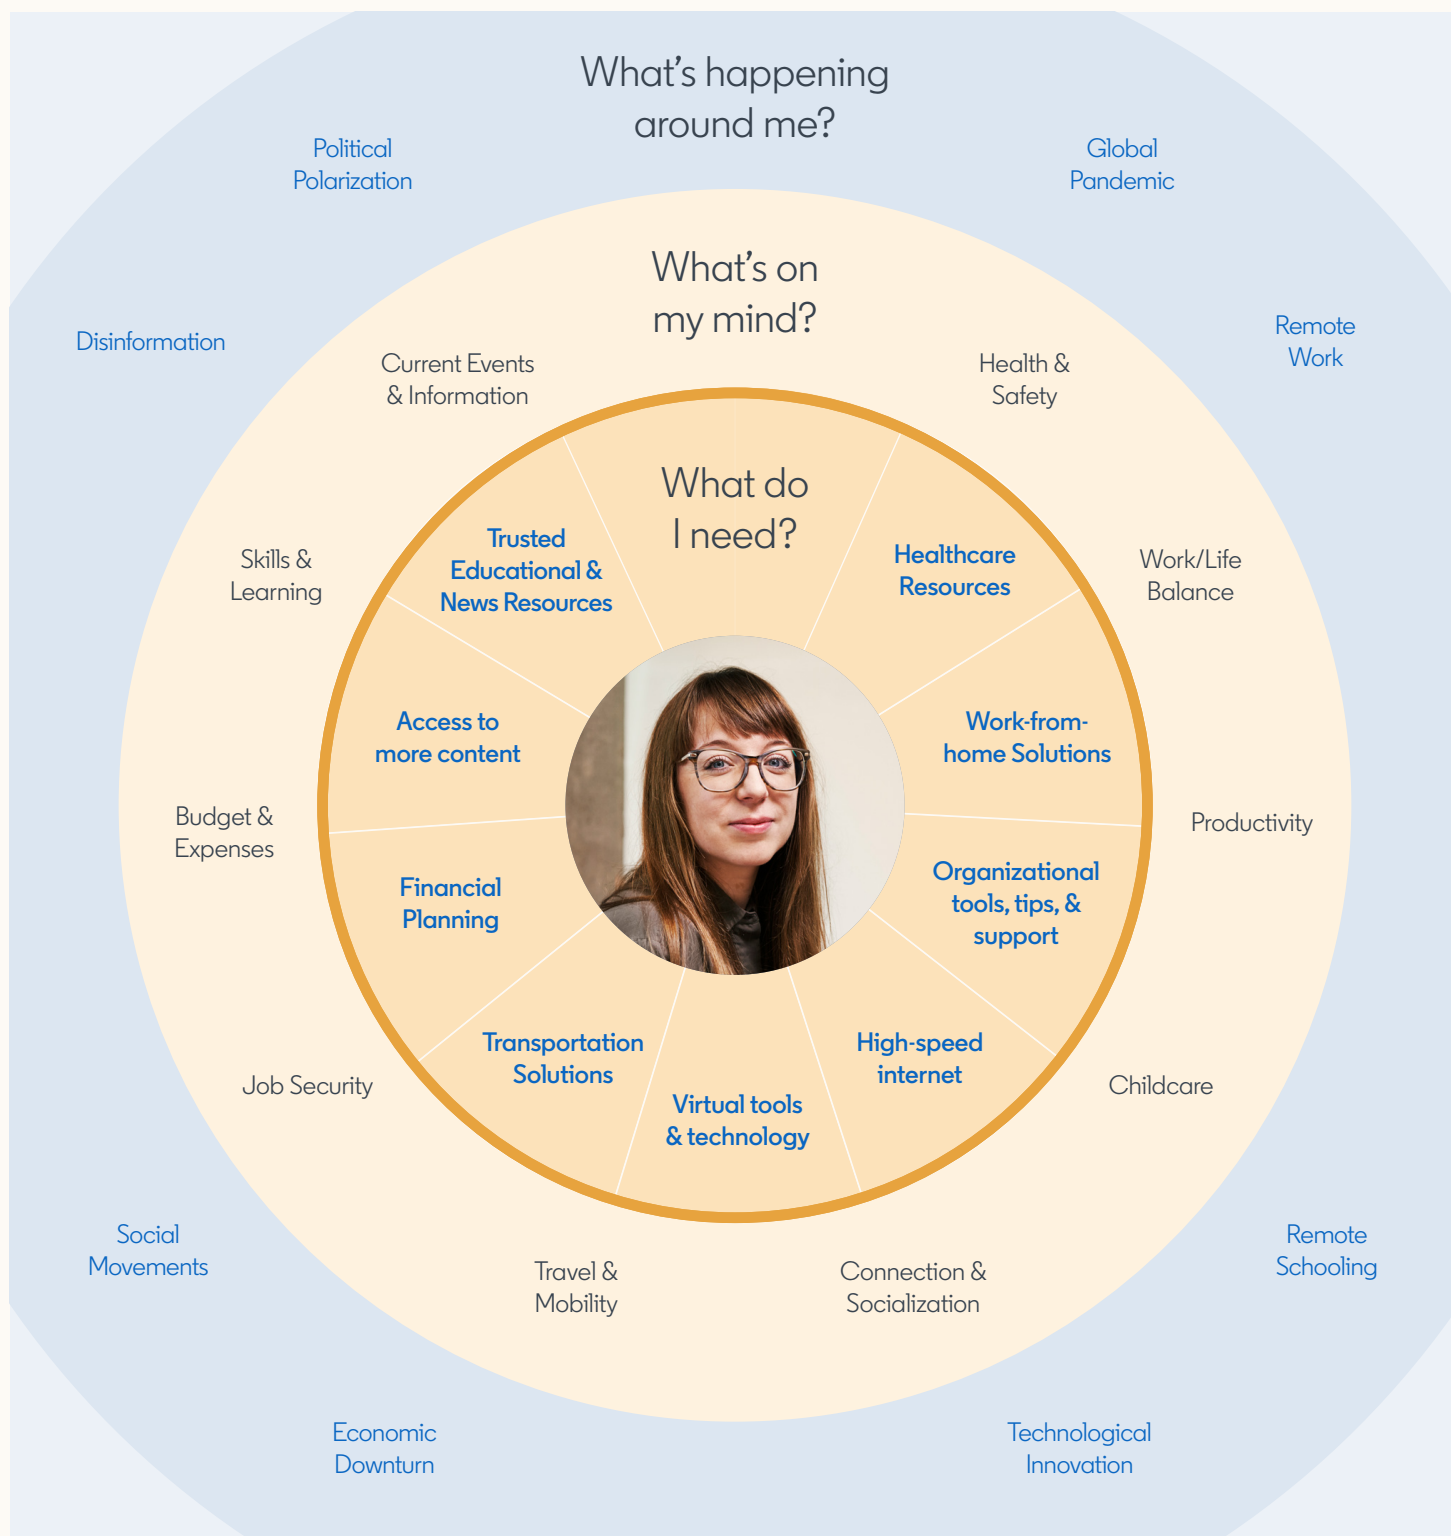 What’s happening
around me?
Political
Polarization
Global
Pandemic
Disinformation
Remote
Work
Social
Movements
Remote
Schooling
Economic
Downturn
Technological
Innovation
What’s on
my mind?
Current Events
& Information
Health &
Safety
Skills &
Learning
Work/Life
Balance
Budget &
Expenses
Productivity
Job Security
Childcare
Travel &
Mobility
Connection &
Socialization
What do
I need?
Trusted
Educational &
News Resources
Healthcare
Resources
Access to
more content
Work-from-
home Solutions
Financial
Planning
Organizational
tools, tips, &
support
Transportation
Solutions
High-speed
internet
Virtual tools
& technology